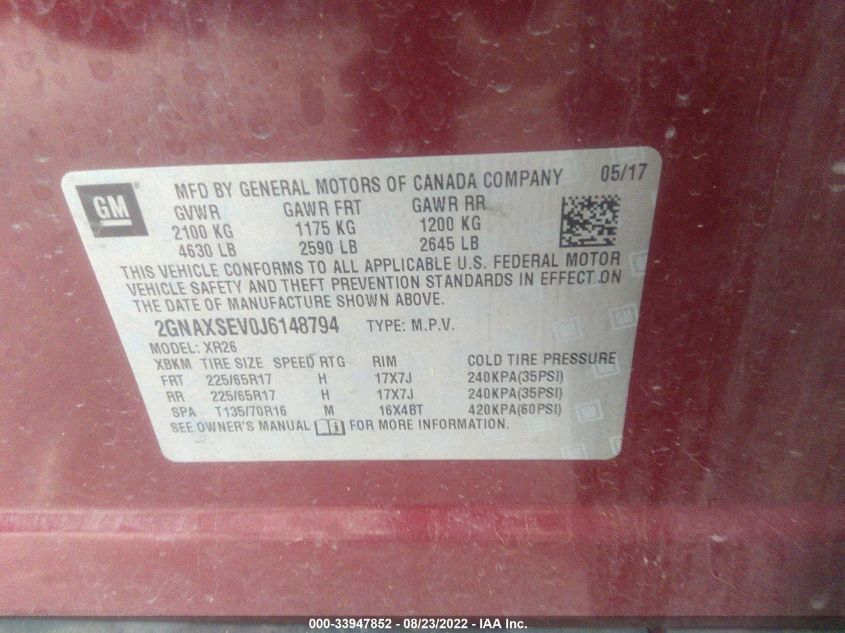 GM
MFD BY GENERAL MOTORS OF CANADA COMPANY 05/17
GVWR GAWR FRT GAWR RR
2100 KG 1175 KG 1200 KG
4630 LB 2590 LB 2645 LB
THIS VEHICLE CONFORMS TO ALL APPLICABLE U.S. FEDERAL MOTOR
VEHICLE SAFETY AND THEFT PREVENTION STANDARDS IN EFFECT ON
THE DATE OF MANUFACTURE SHOWN ABOVE.
2GNAXSEV0J6148794 TYPE: M.P.V.
MODEL: XR26
XBKM TIRE SIZE SPEED RTG RIM COLD TIRE PRESSURE
FRT 225/65R17 H 17X7J 240KPA(35PSI)
RR 225/65R17 H 17X7J 240KPA(35PSI)
SPA T135/70R16 M 16X4BT 420KPA(60PSI)
SEE OWNER'S MANUAL FOR MORE INFORMATION.
000-33947852 - 08/23/2022 - IAA Inc.